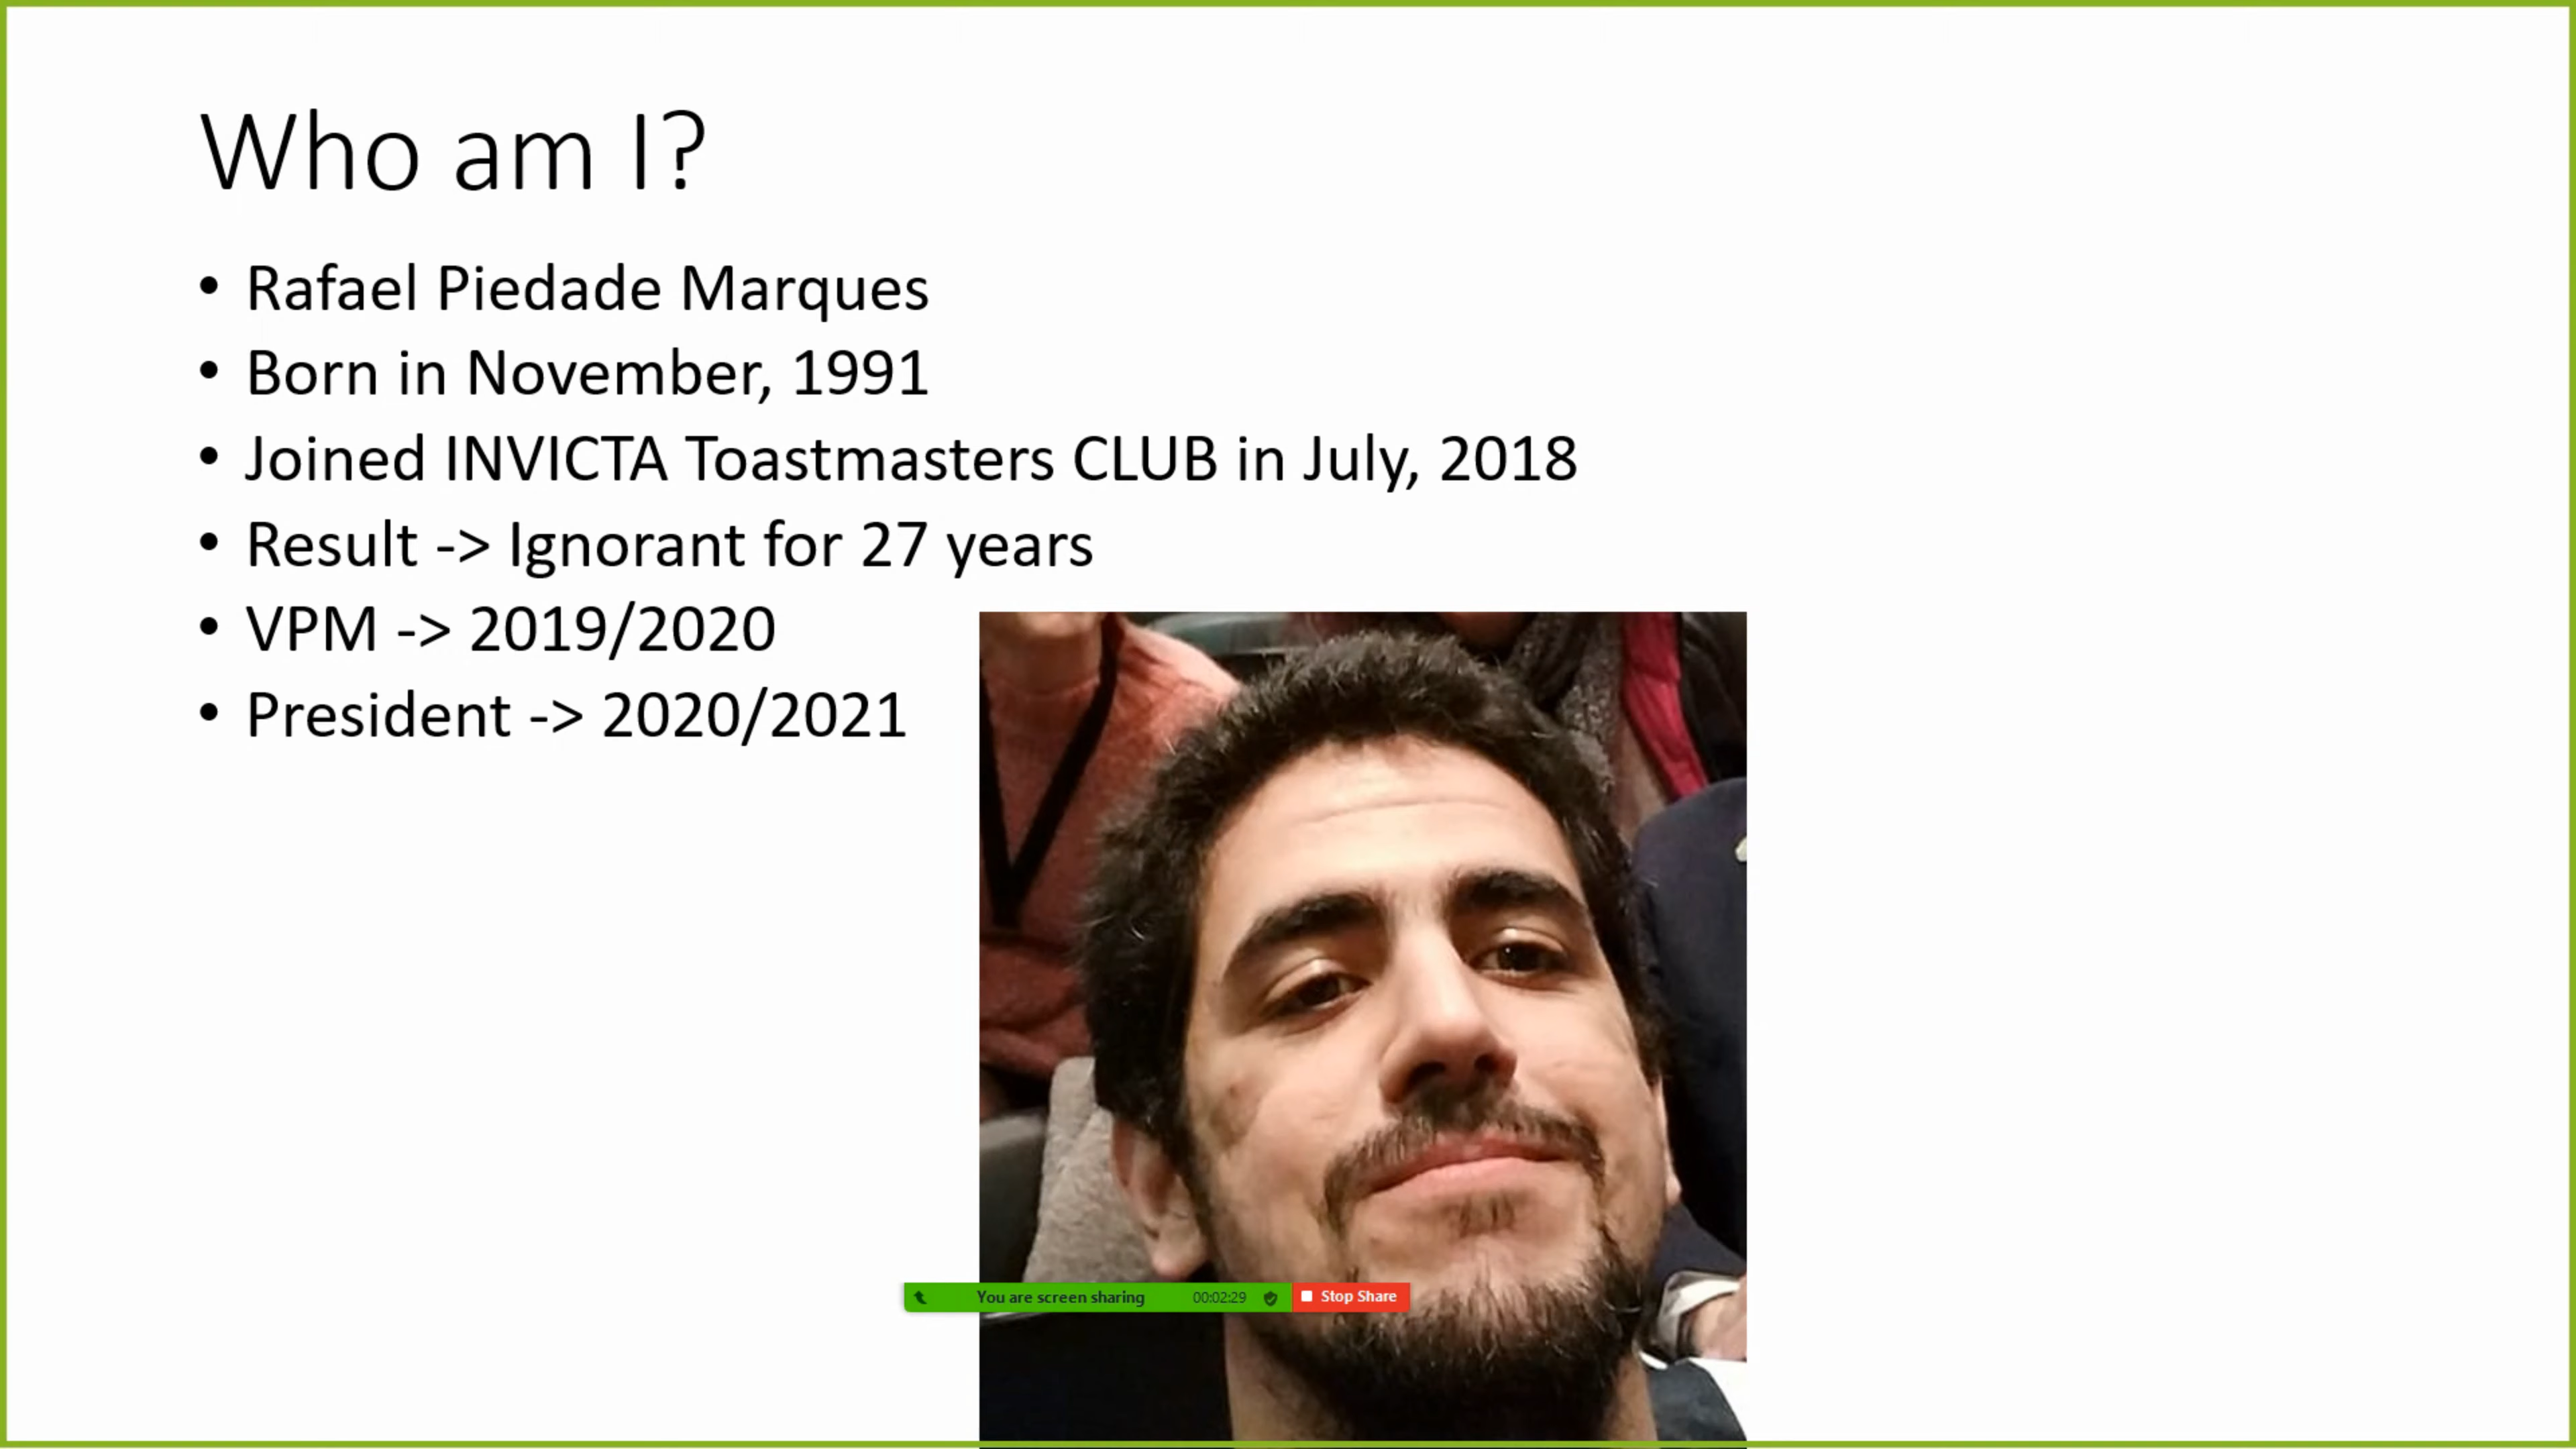 Who am I?
• Rafael Piedade Marques
• Born in November, 1991
• Joined INVICTA Toastmasters CLUB in July, 2018
• Result -> Ignorant for 27 years
• VPM -> 2019/2020
• President -> 2020/2021
You are screen sharing 00:02:29 Stop Share